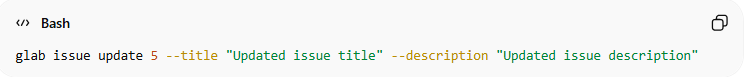 Bash
glab issue update 5 --title "Updated issue title" --description "Updated issue description"